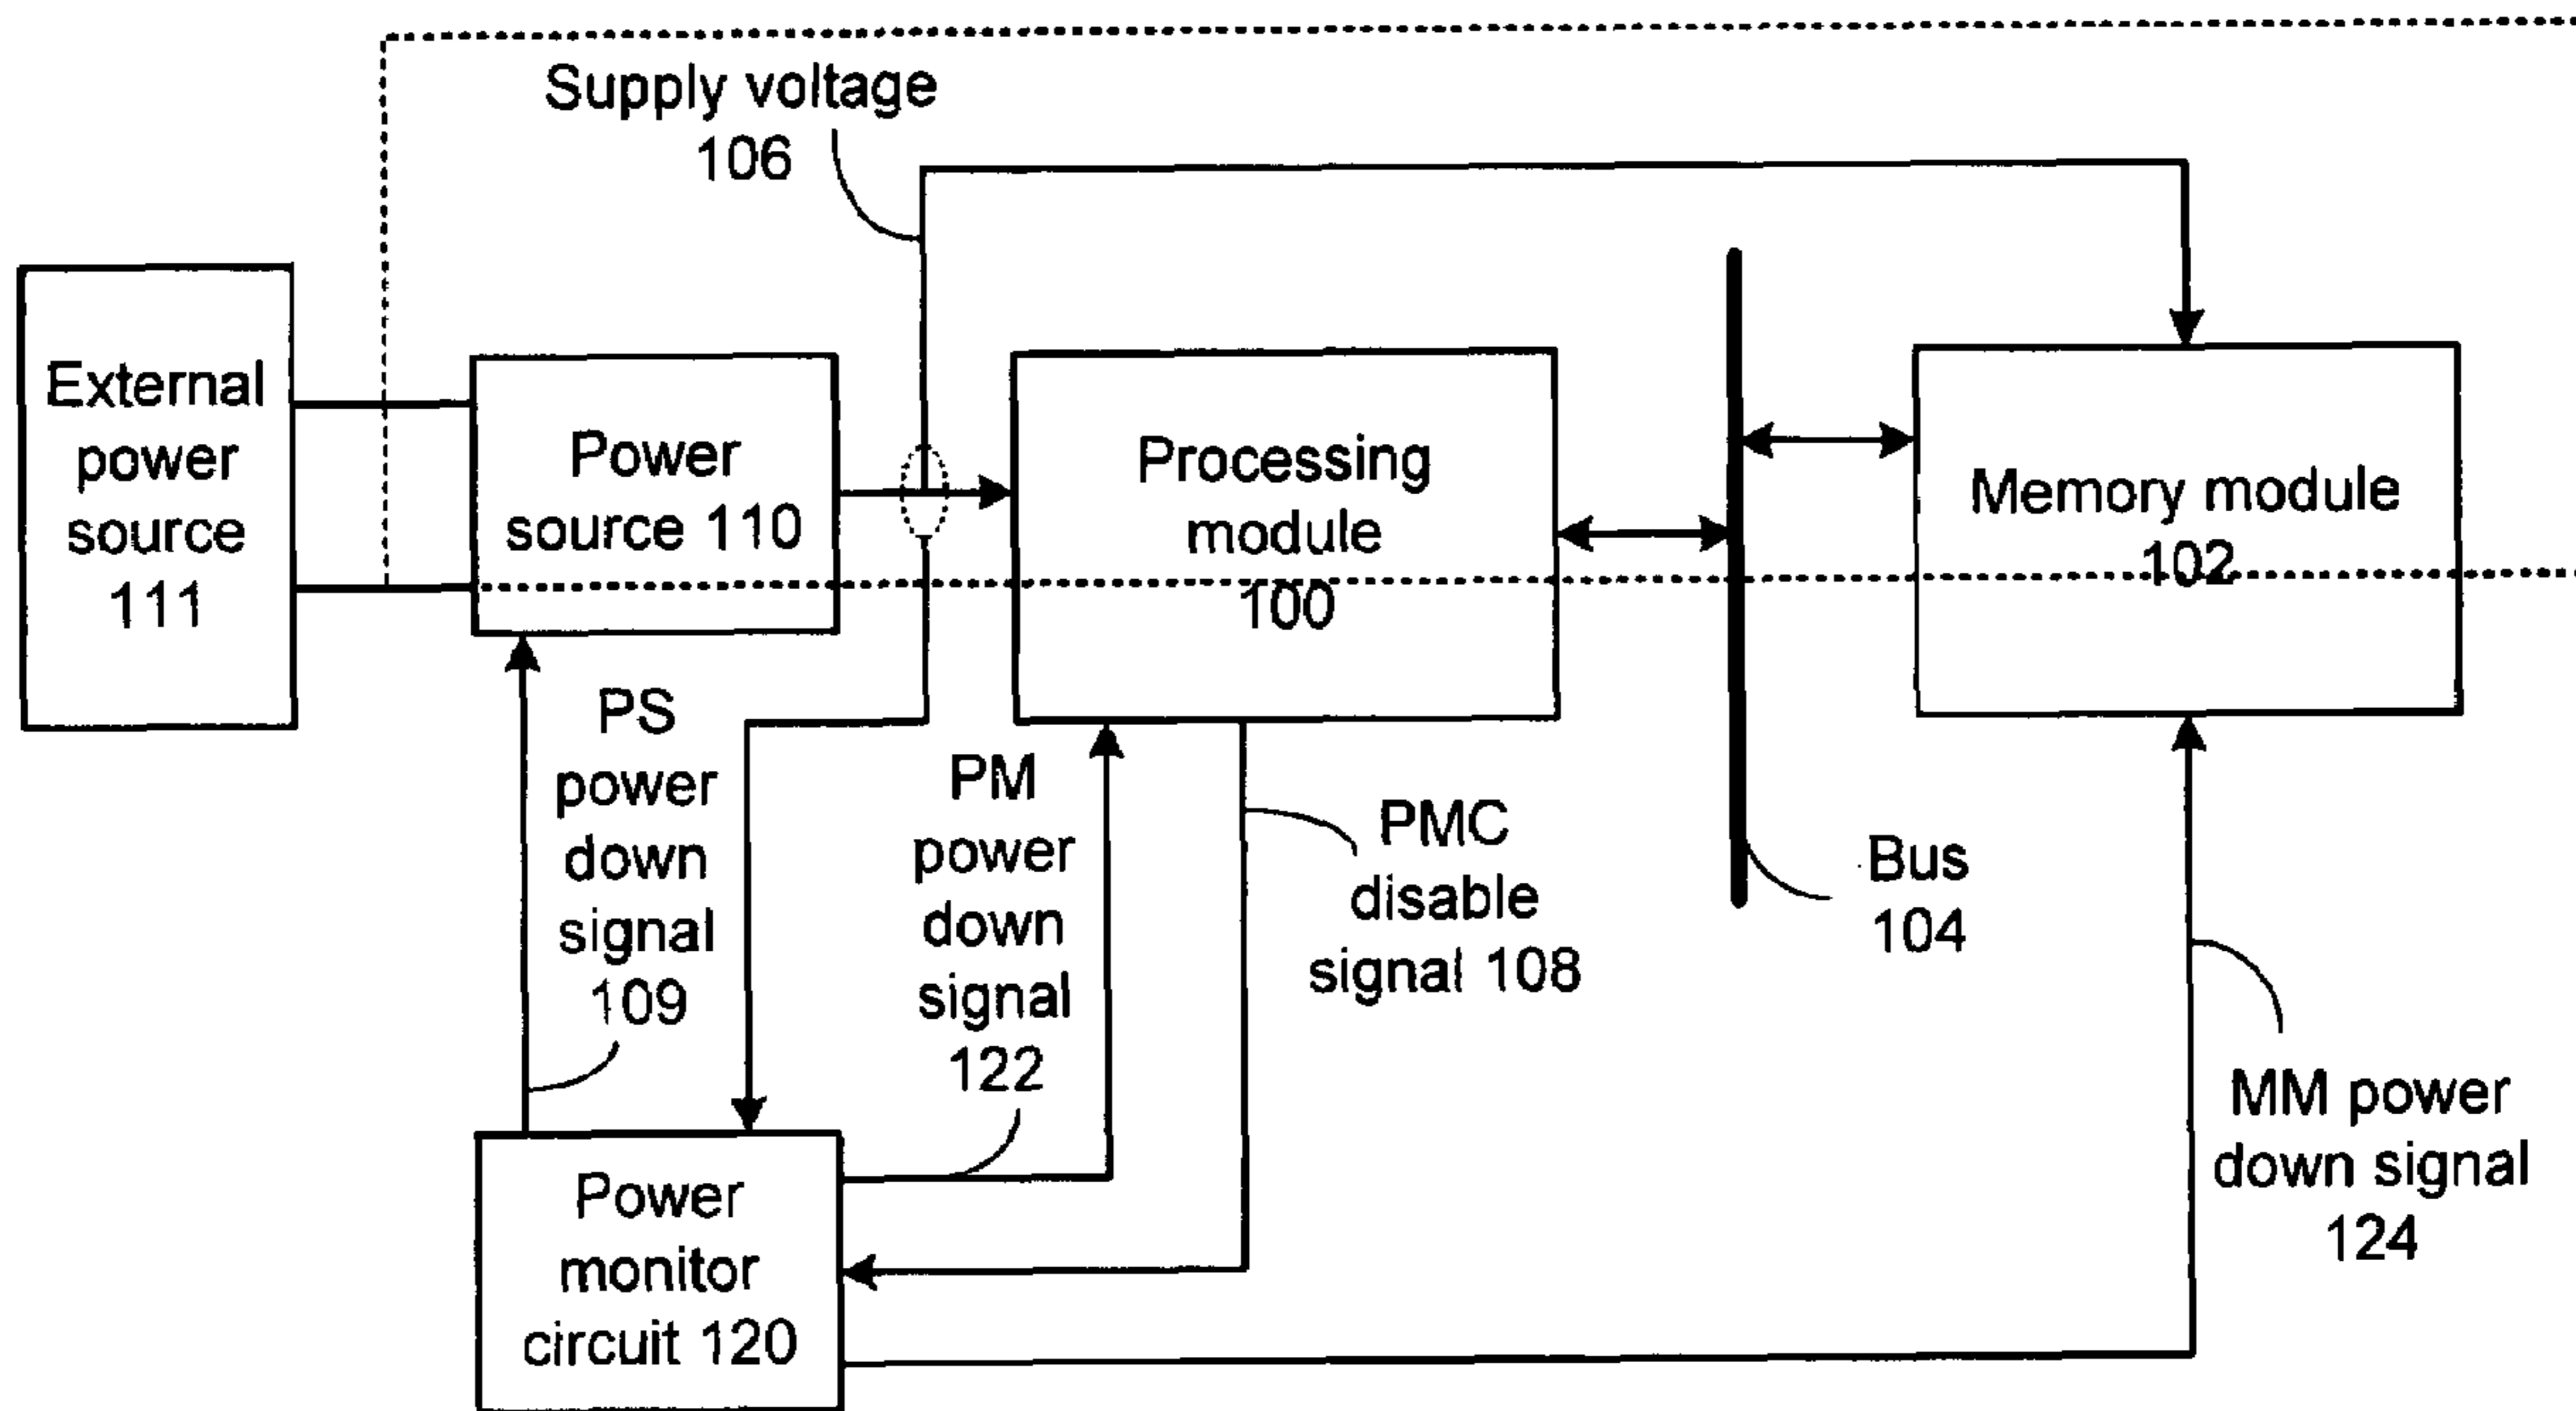 Supply voltage
106
External
power
source
111
Power
source 110
Processing
module
100
Memory module
102
PS
power
down
signal
109
PM
power
down
signal
122
PMC
disable
signal 108
Bus
104
MM power
down signal
124
Power
monitor
circuit 120